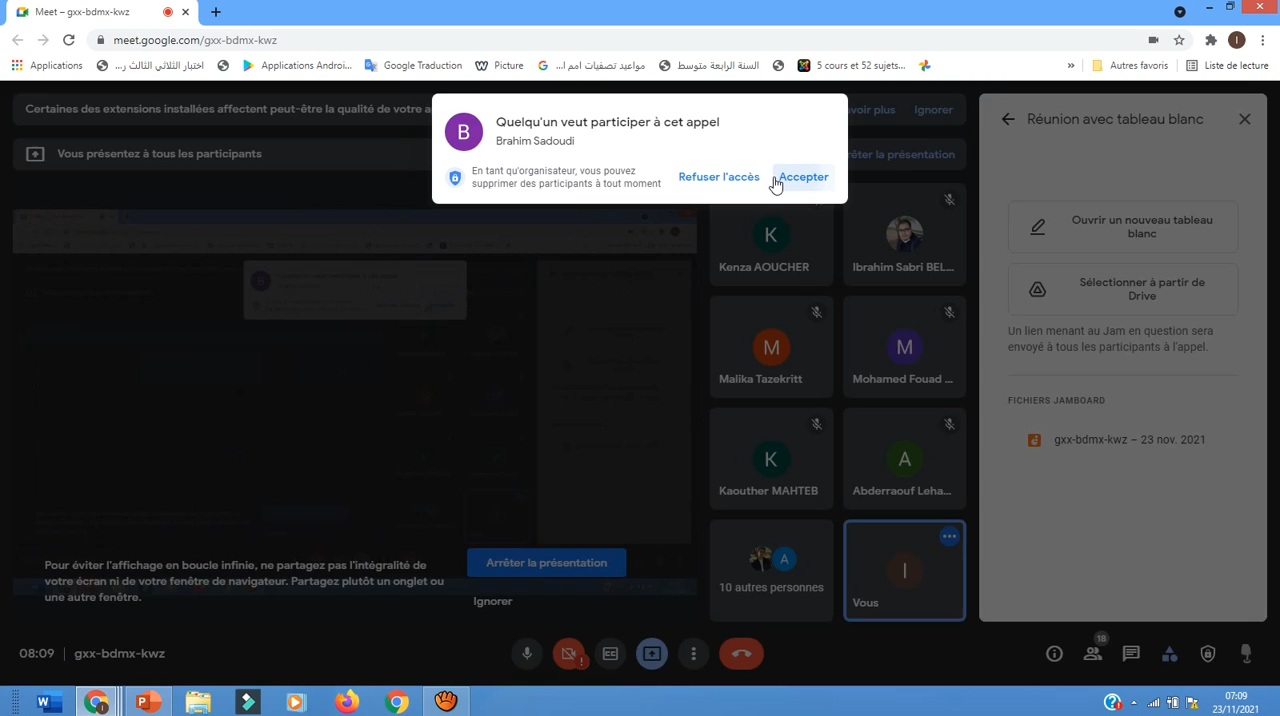 Meet – gxx-bdmx-kwz
meet.google.com/gxx-bdmx-kwz
Applications
اختبار الثلاثي الثالث ر...
Applications Androi...
Google Traduction
Picture
مواعيد تصفيات امم ا...
السنة الرابعة متوسط
5 cours et 52 sujets...
»
Autres favoris
Liste de lecture
Certaines des extensions installées affectent peut-être la qualité de votre a
voir plus
Ignorer
Vous présentez à tous les participants
rêter la présentation
Quelqu'un veut participer à cet appel
B
Brahim Sadoudi
En tant qu'organisateur, vous pouvez
supprimer des participants à tout moment
Refuser l'accès
Accepter
K
Kenza AOUCHER
Ibrahim Sabri BEL...
M
Malika Tazekritt
M
Mohamed Fouad ...
K
Kaouther MAHTEB
A
Abderraouf Leha...
A
10 autres personnes
I
Vous
Pour éviter l'affichage en boucle infinie, ne partagez pas l'intégralité de
votre écran ni de votre fenêtre de navigateur. Partagez plutôt un onglet ou
une autre fenêtre.
Arrêter la présentation
Ignorer
Réunion avec tableau blanc
Ouvrir un nouveau tableau
blanc
Sélectionner à partir de
Drive
Un lien menant au Jam en question sera
envoyé à tous les participants à l'appel.
FICHIERS JAMBOARD
gxx-bdmx-kwz – 23 nov. 2021
08:09 | gxx-bdmx-kwz
18
07:09
23/11/2021